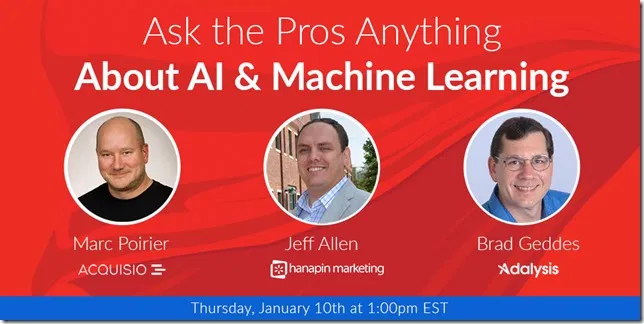 Ask the Pros Anything
About AI & Machine Learning
Marc Poirier
Jeff Allen
Brad Geddes
ACQUISIO
hanapin marketing
Adalysis
Thursday, January 10th at 1:00pm EST